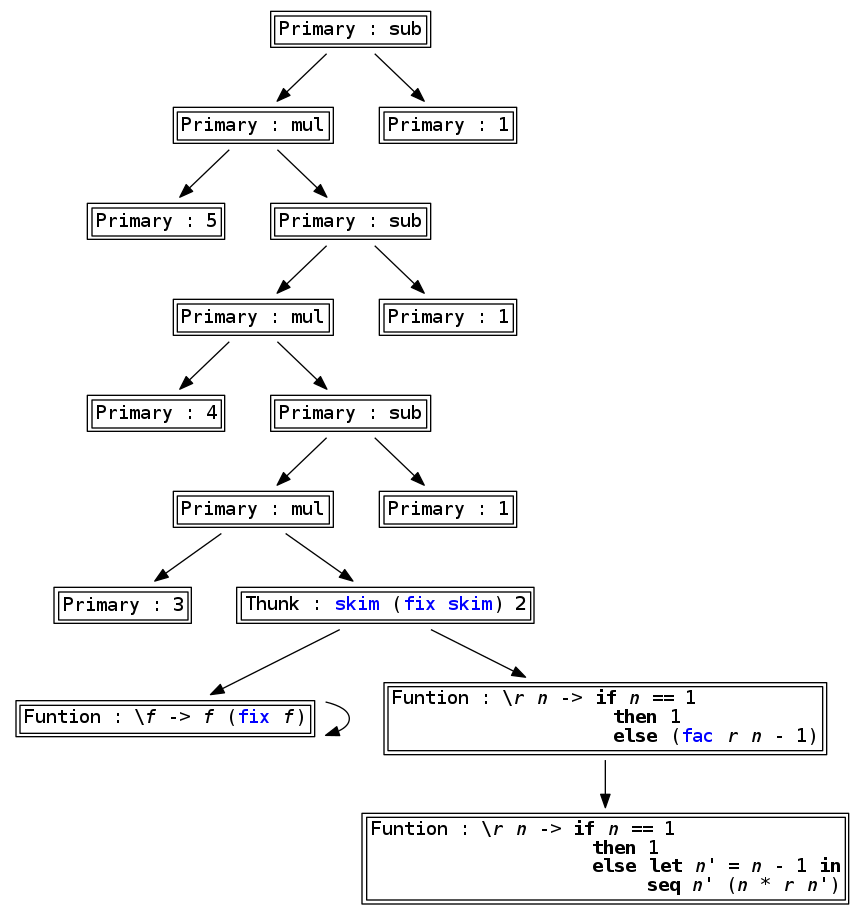 Primary : sub
Primary : mul
Primary : 1
Primary : 5
Primary : sub
Primary : mul
Primary : 1
Primary : 4
Primary : sub
Primary : mul
Primary : 1
Primary : 3
Thunk : skim (fix skim) 2
Funtion : \f -> f (fix f)
Funtion : \r n -> if n == 1
then 1
else (fac r n - 1)
Funtion : \r n -> if n == 1
then 1
else let n' = n - 1 in
seq n' (n * r n')